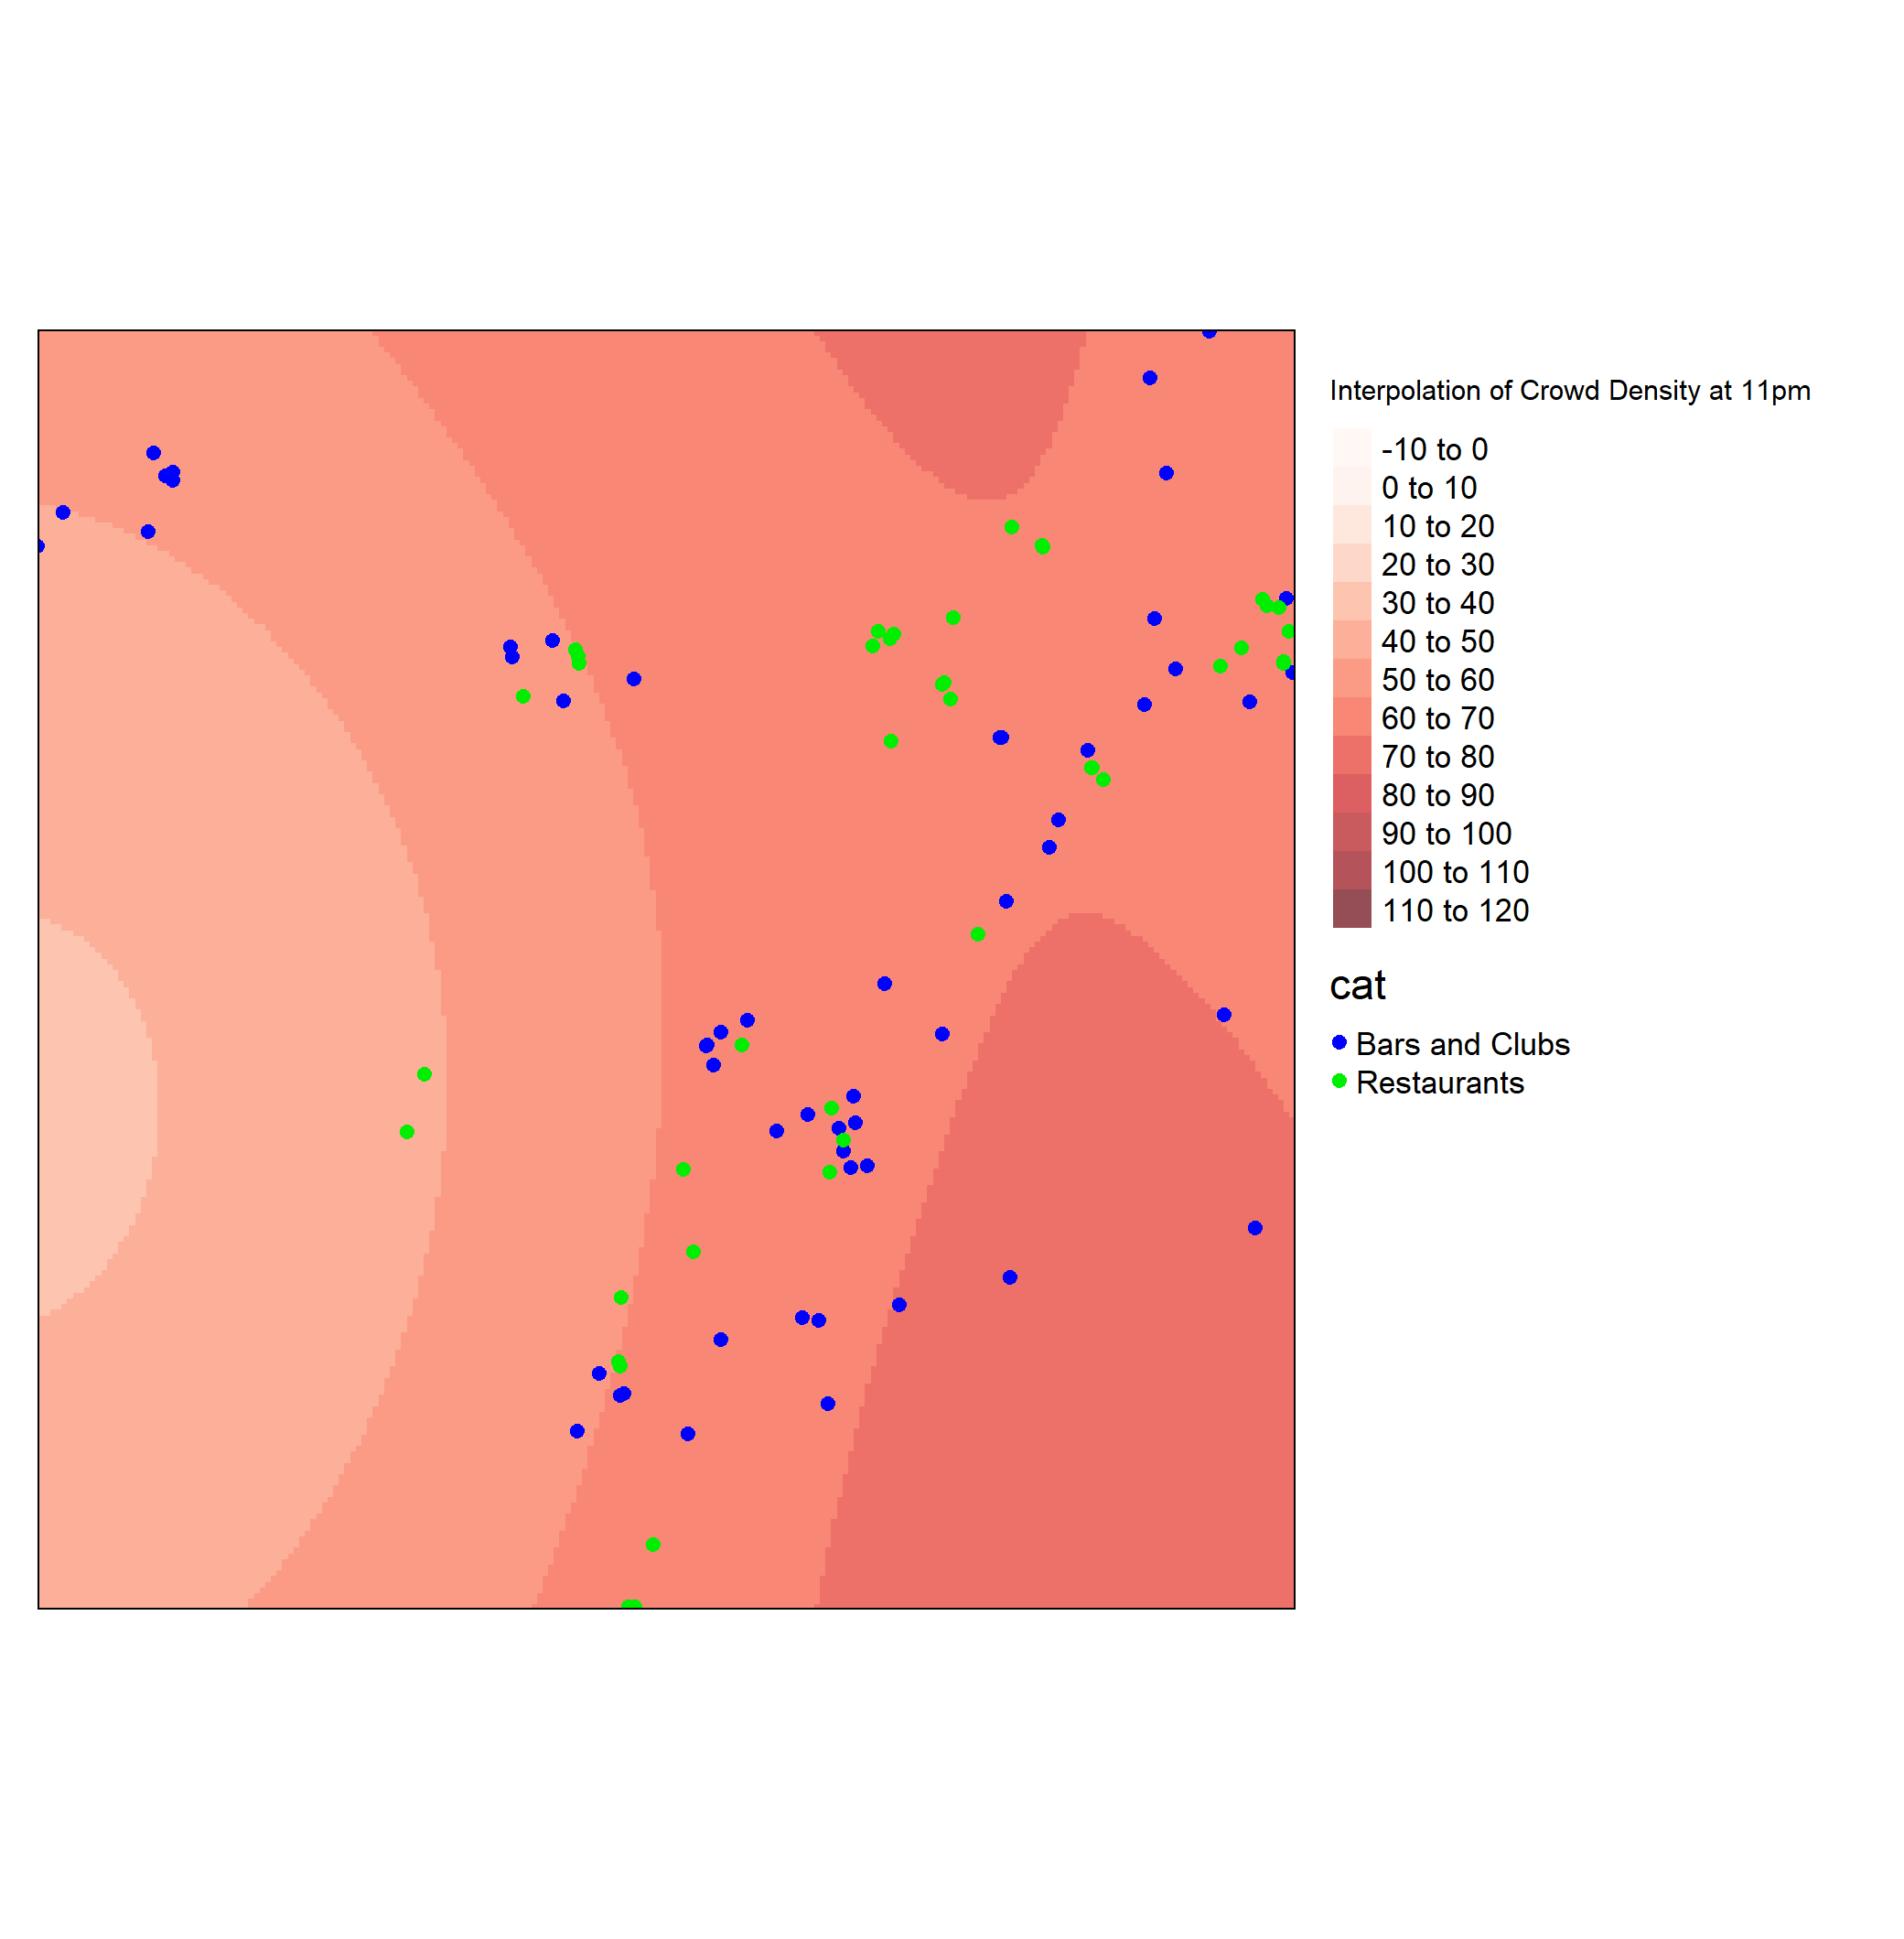 Interpolation of Crowd Density at 11pm
-10 to 0
0 to 10
10 to 20
20 to 30
30 to 40
40 to 50
50 to 60
60 to 70
70 to 80
80 to 90
90 to 100
100 to 110
110 to 120
cat
Bars and Clubs
Restaurants